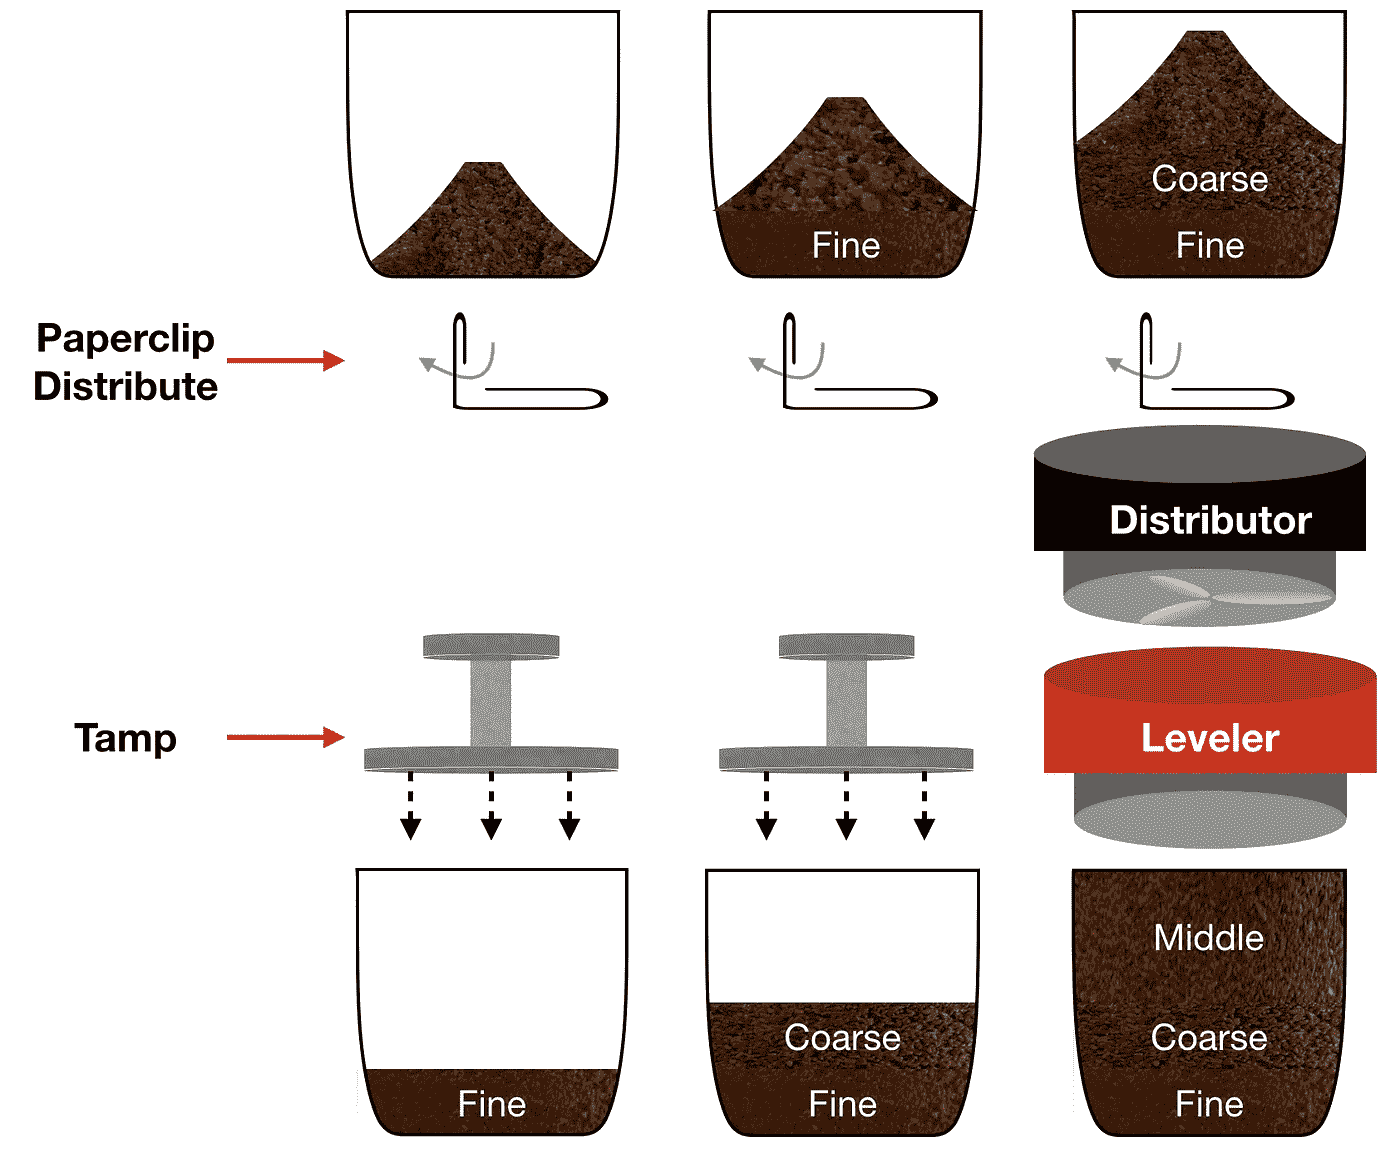 Coarse
Fine
Fine
Paperclip
Distribute
Distributor
Tamp
Leveler
Middle
Coarse
Coarse
Fine
Fine
Fine